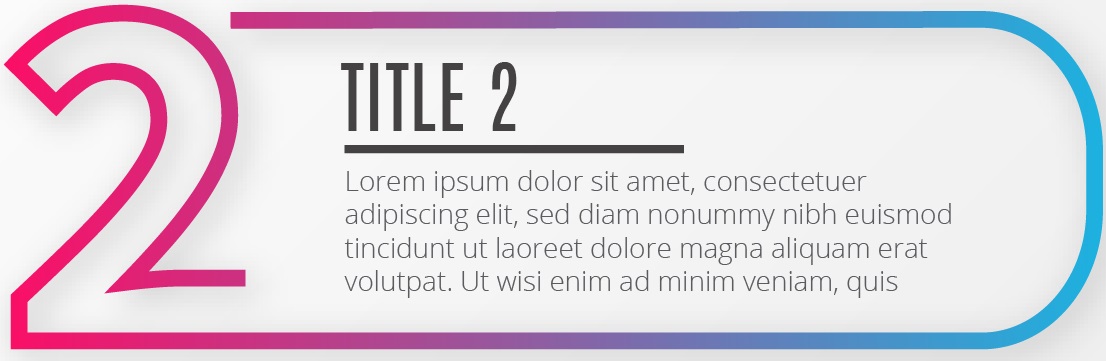 2
TITLE 2
Lorem ipsum dolor sit amet, consectetuer
adipiscing elit, sed diam nonummy nibh euismod
tincidunt ut laoreet dolore magna aliquam erat
volutpat. Ut wisi enim ad minim veniam, quis